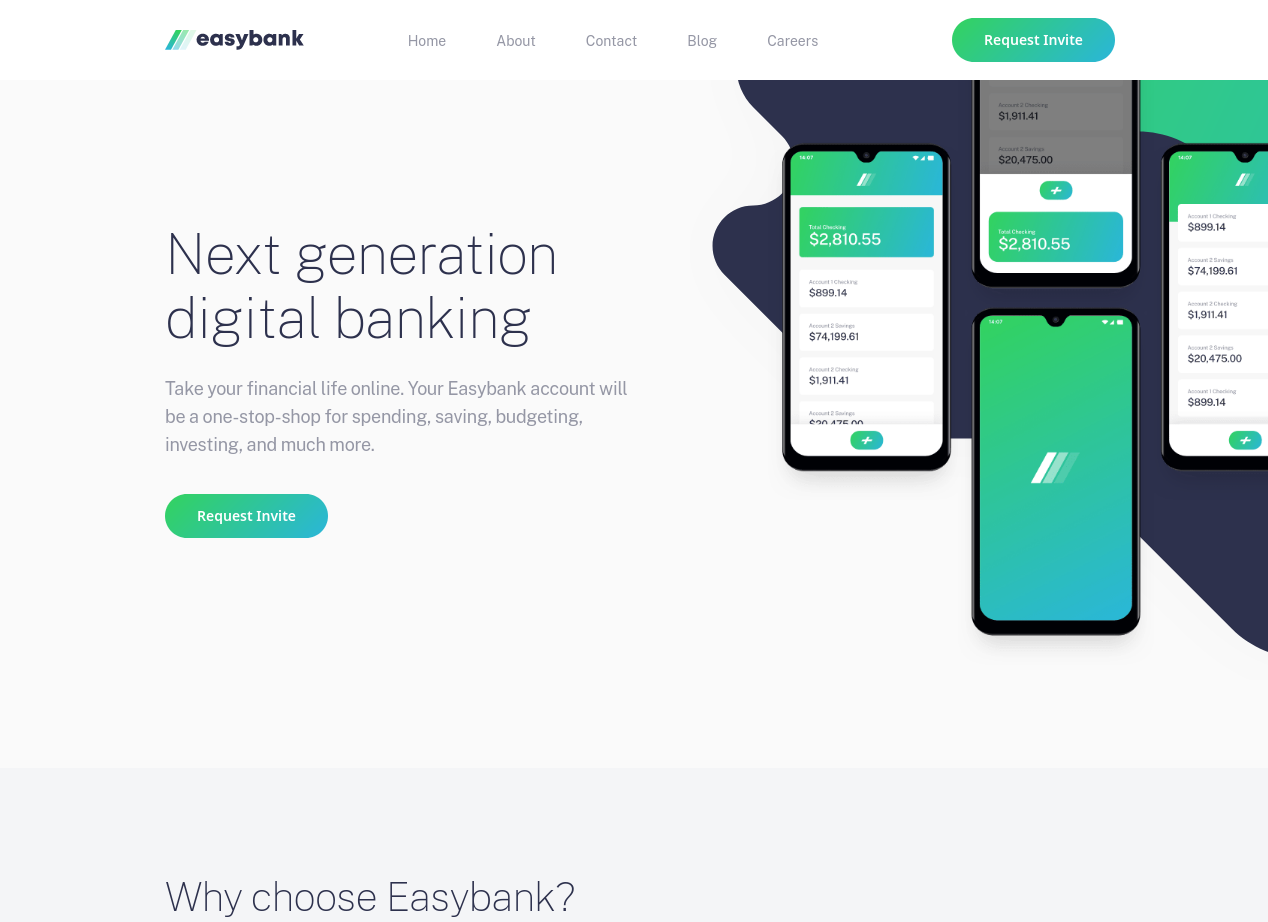 easybank
Home
About
Contact
Blog
Careers
Request Invite
Next generation
digital banking
Take your financial life online. Your Easybank account will
be a one-stop-shop for spending, saving, budgeting,
investing, and much more.
Request Invite
14:07
Total Checking
$2,810.55
Account 1 Checking
$899.14
Account 2 Savings
$74,199.61
Account 2 Checking
$1,911.41
Account 2 Savings
$20,475.00
Account 2 Checking
$1,911.41
Account 2 Savings
$20,475.00
Total Checking
$2,810.55
14:07
14:07
Account 1 Checking
$899.14
Account 2 Savings
$74,199.61
Account 2 Checking
$1,911.41
Account 2 Savings
$20,475.00
Account 1 Checking
$899.14
Why choose Easybank?